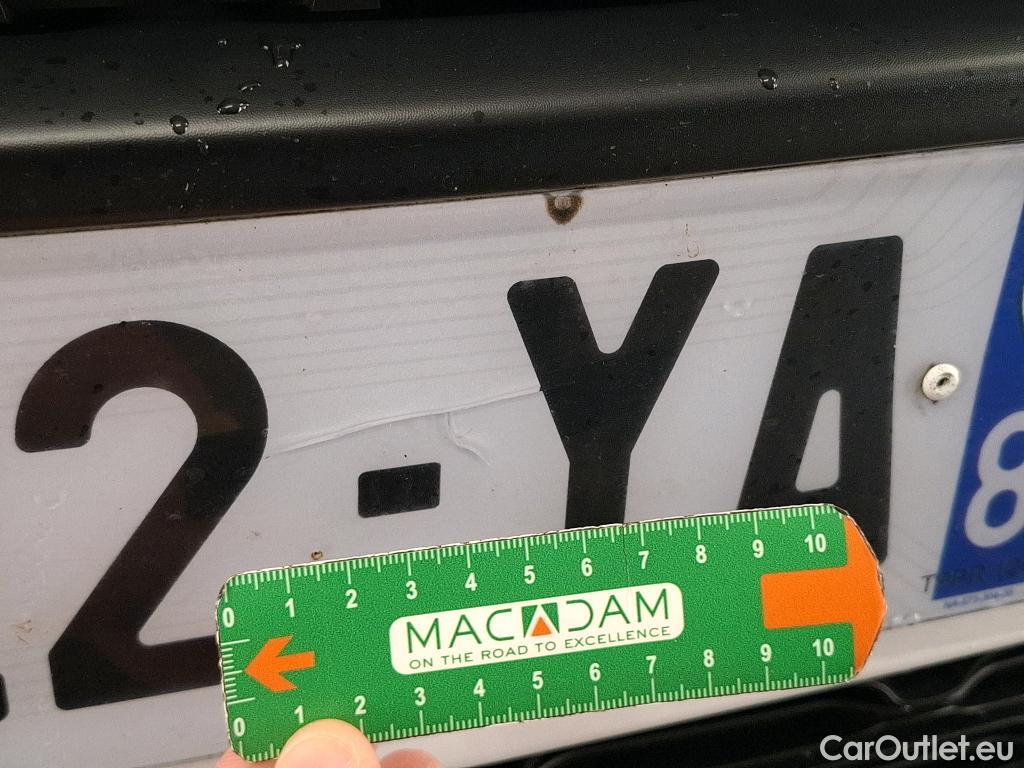 2-YA
8
0 1 2 3 4 5 6 7 8 9 10
MACADAM
ON THE ROAD TO EXCELLENCE
0 1 2 3 4 5 6 7 8 9 10
CarOutlet.eu